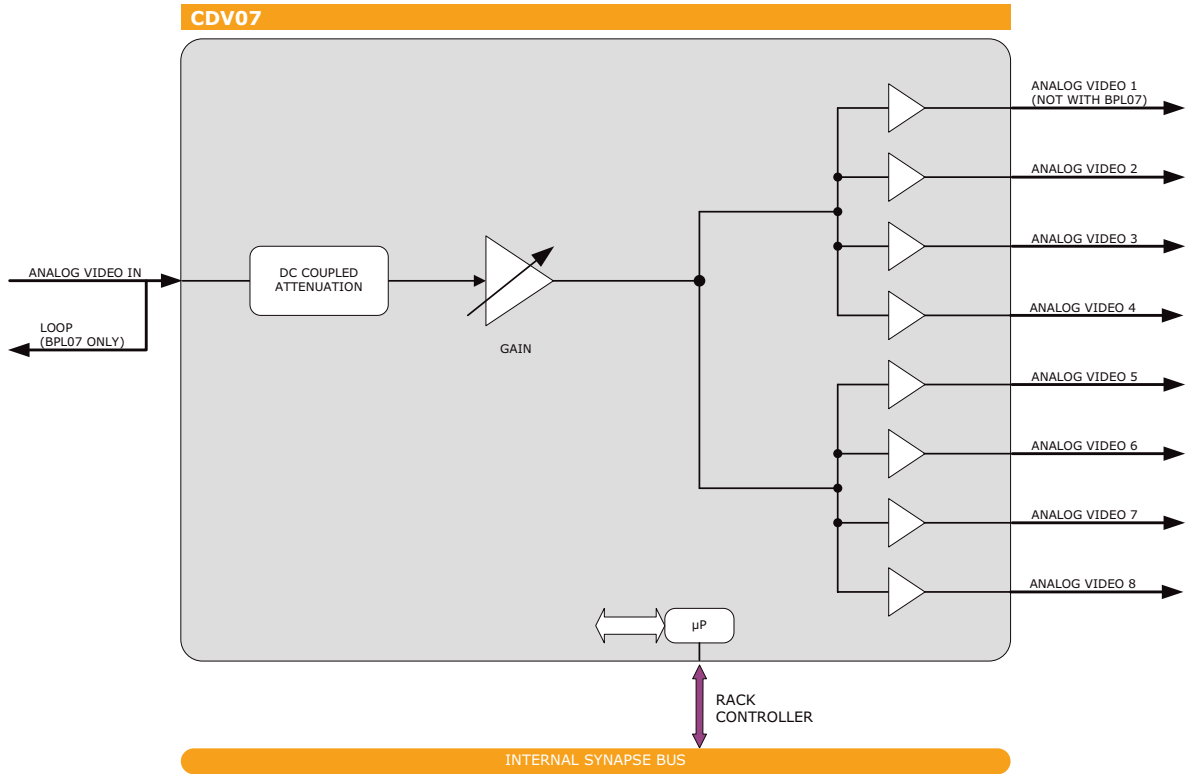 CDV07
ANALOG VIDEO IN
LOOP
(BPL07 ONLY)
DC COUPLED
ATTENUATION
GAIN
ANALOG VIDEO 1
(NOT WITH BPL07)
ANALOG VIDEO 2
ANALOG VIDEO 3
ANALOG VIDEO 4
ANALOG VIDEO 5
ANALOG VIDEO 6
ANALOG VIDEO 7
ANALOG VIDEO 8
µP
RACK
CONTROLLER
INTERNAL SYNAPSE BUS